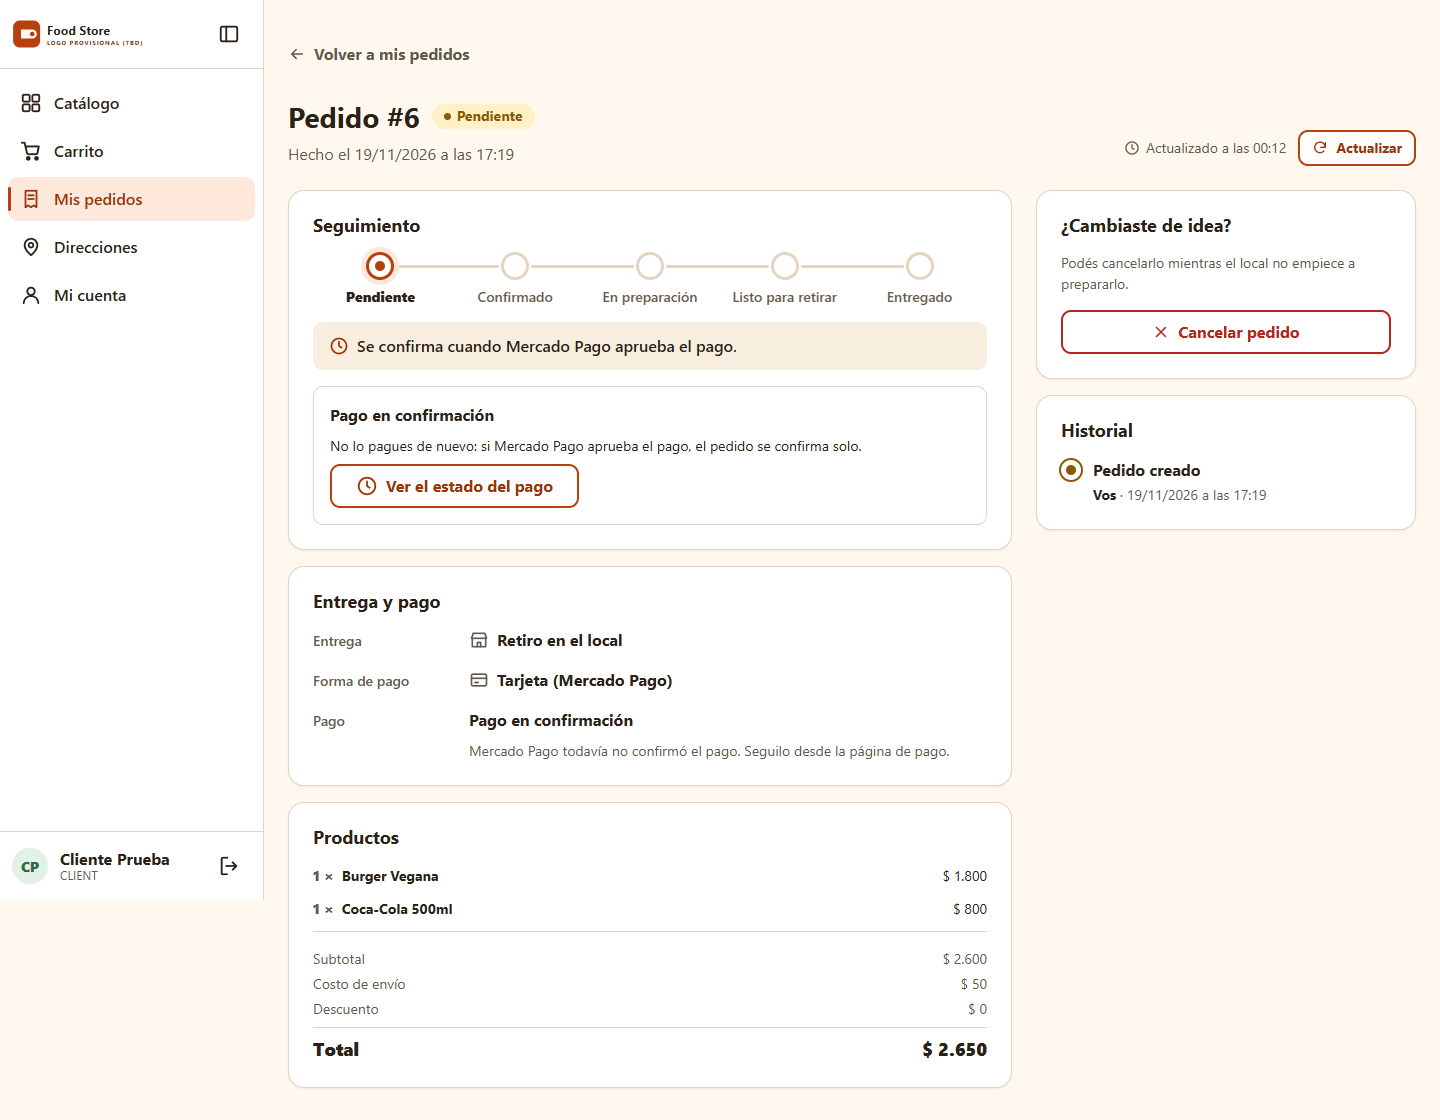 Food Store
LOGO PROVISIONAL (TBD)
Catálogo
Carrito
Mis pedidos
Direcciones
Mi cuenta
CP
Cliente Prueba
CLIENT
Volver a mis pedidos
Pedido #6
Pendiente
Hecho el 19/11/2026 a las 17:19
Actualizado a las 00:12
Actualizar
Seguimiento
Pendiente
Confirmado
En preparación
Listo para retirar
Entregado
Se confirma cuando Mercado Pago aprueba el pago.
Pago en confirmación
No lo pagues de nuevo: si Mercado Pago aprueba el pago, el pedido se confirma solo.
Ver el estado del pago
Entrega y pago
Entrega
Retiro en el local
Forma de pago
Tarjeta (Mercado Pago)
Pago
Pago en confirmación
Mercado Pago todavía no confirmó el pago. Seguilo desde la página de pago.
Productos
1 × Burger Vegana $ 1.800
1 × Coca-Cola 500ml $ 800
Subtotal $ 2.600
Costo de envío $ 50
Descuento $ 0
Total $ 2.650
¿Cambiaste de idea?
Podés cancelarlo mientras el local no empiece a
prepararlo.
Cancelar pedido
Historial
Pedido creado
Vos · 19/11/2026 a las 17:19